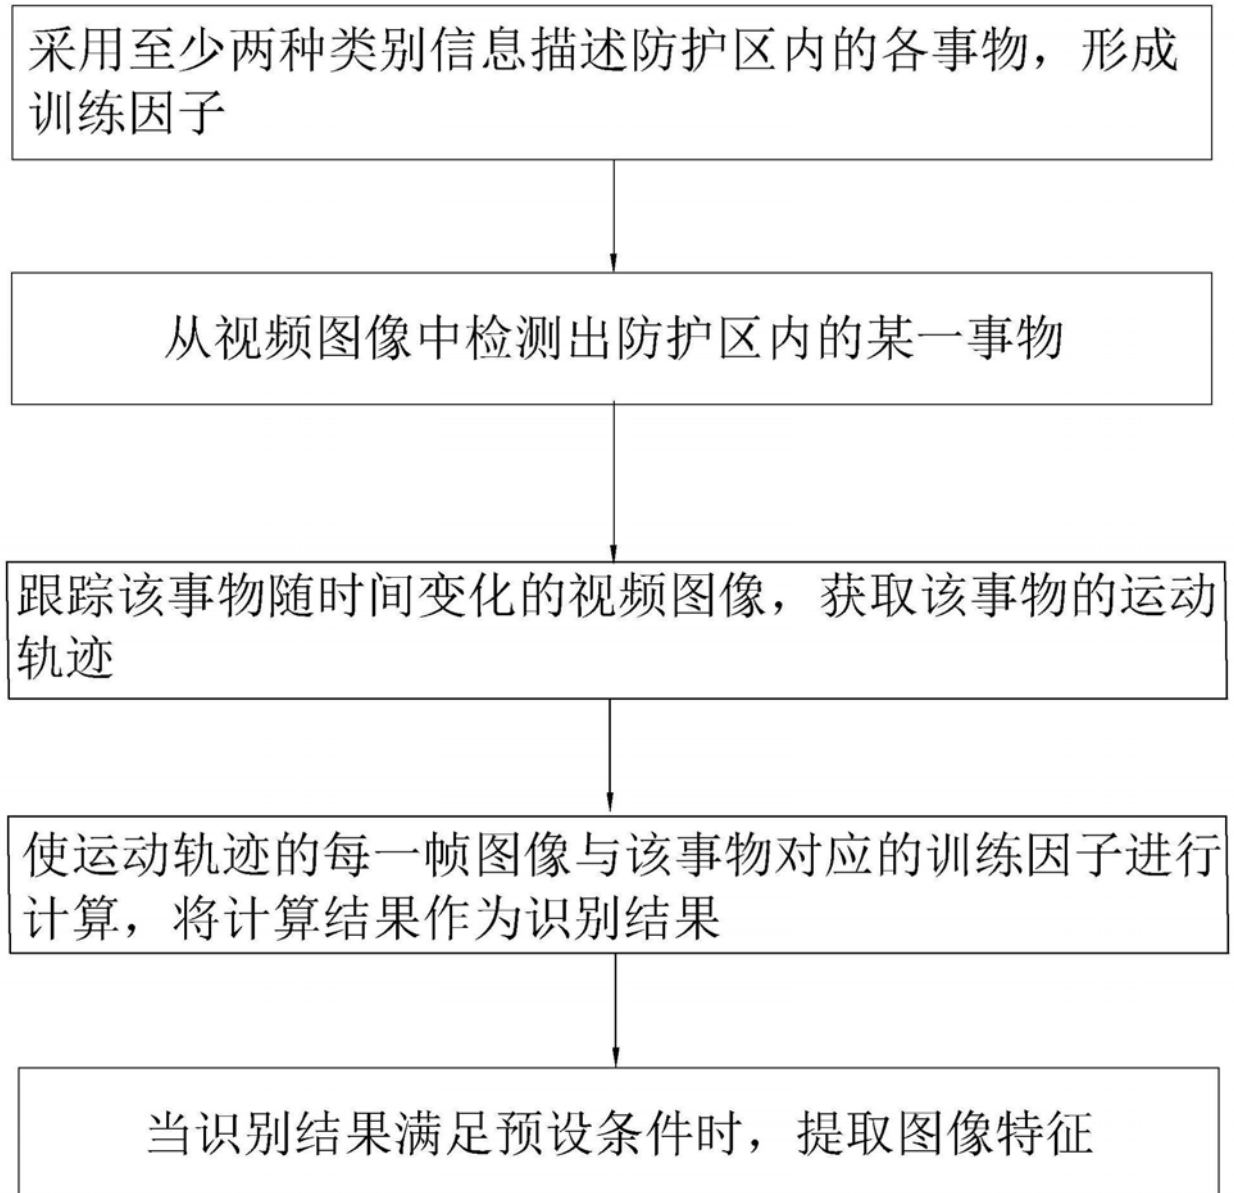 采用至少两种类别信息描述防护区内的各事物，形成
训练因子
从视频图像中检测出防护区内的某一事物
跟踪该事物随时间变化的视频图像，获取该事物的运动
轨迹
使运动轨迹的每一帧图像与该事物对应的训练因子进行
计算，将计算结果作为识别结果
当识别结果满足预设条件时，提取图像特征